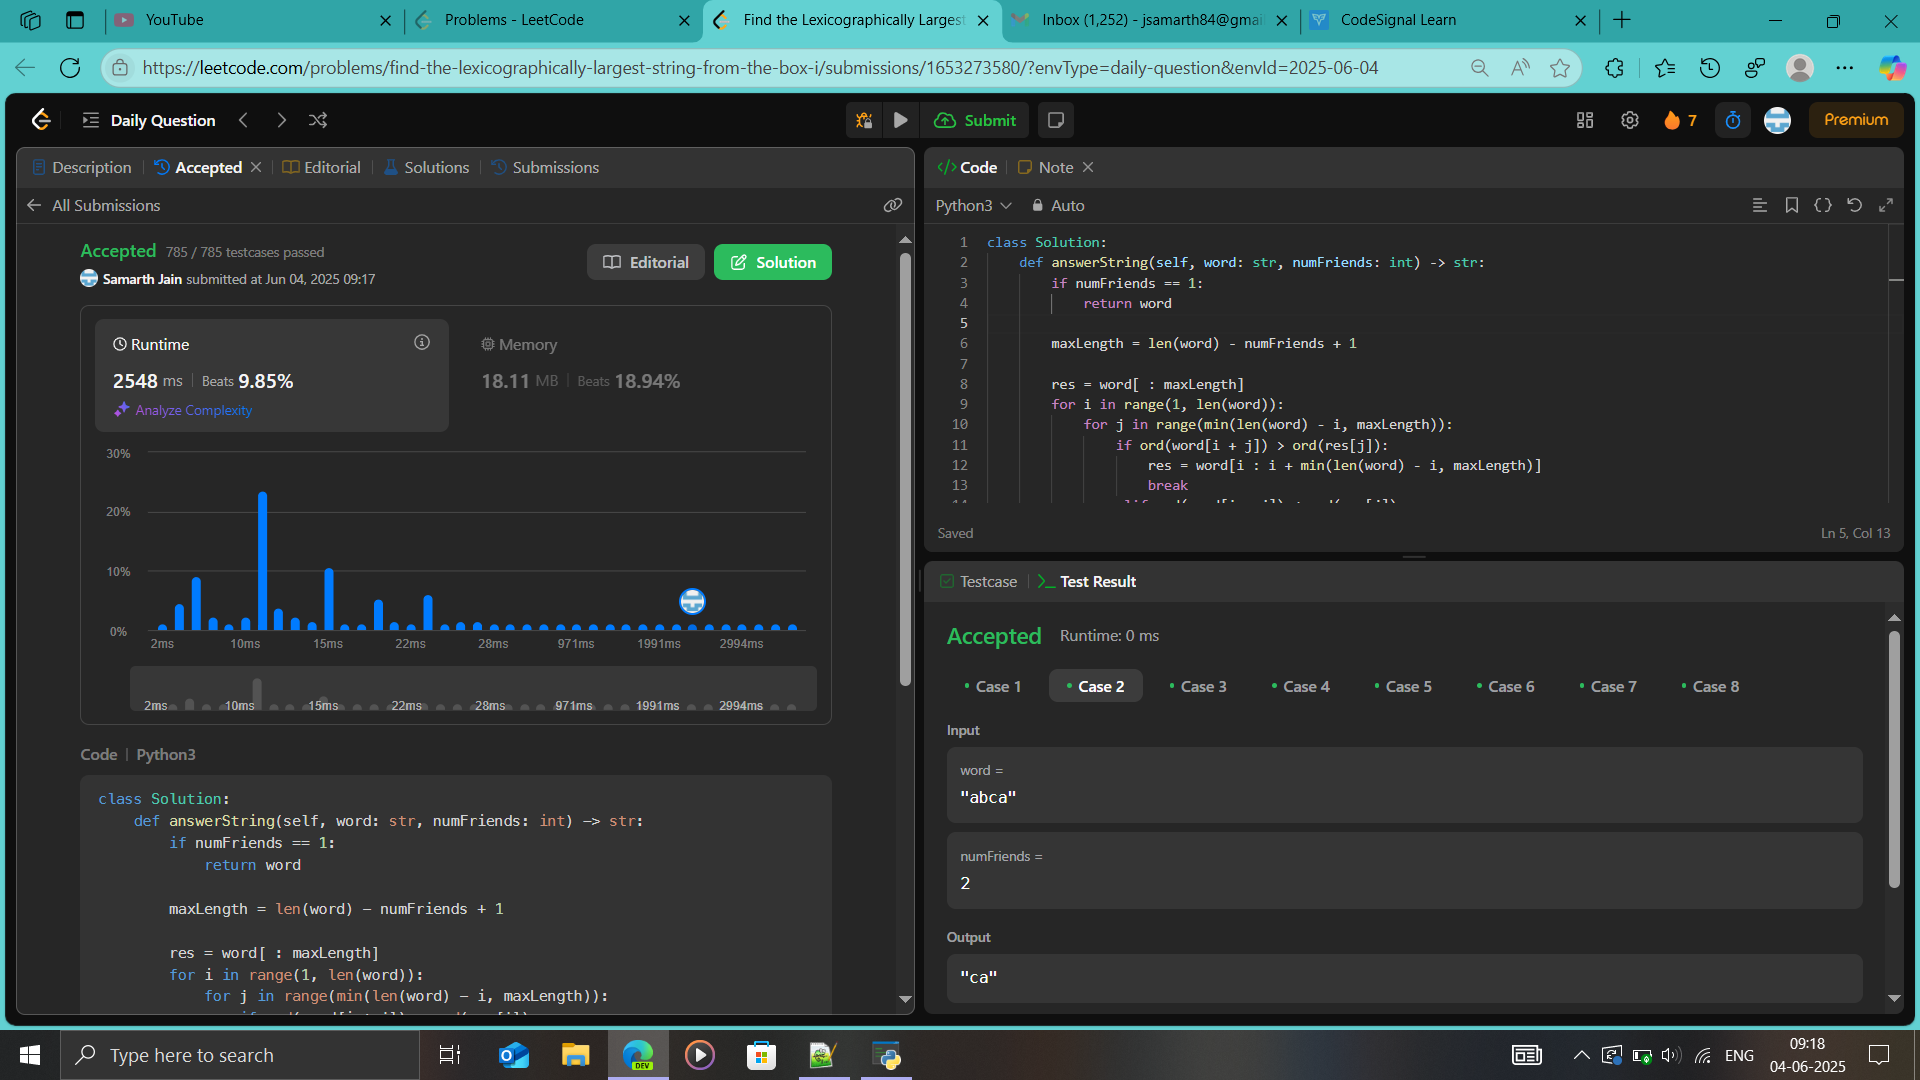 YouTube
Problems - LeetCode
Find the Lexicographically Largest
Inbox (1,252) - jsamarth84@gmai
CodeSignal Learn
https://leetcode.com/problems/find-the-lexicographically-largest-string-from-the-box-i/submissions/1653273580/?envType=daily-question&envId=2025-06-04
Daily Question
Submit
7
Premium
Description
Accepted
Editorial
Solutions
Submissions
All Submissions
Accepted 785 / 785 testcases passed
Samarth Jain submitted at Jun 04, 2025 09:17
Editorial
Solution
Runtime
2548 ms Beats 9.85%
Analyze Complexity
Memory
18.11 MB Beats 18.94%
30%
20%
10%
0%
2ms 10ms 15ms 22ms 28ms 971ms 1991ms 2994ms
2ms 10ms 15ms 22ms 28ms 971ms 1991ms 2994ms
Code | Python3
class Solution:
    def answerString(self, word: str, numFriends: int) -> str:
        if numFriends == 1:
            return word
        maxLength = len(word) - numFriends + 1
        res = word[ : maxLength]
        for i in range(1, len(word)):
            for j in range(min(len(word) - i, maxLength)):
Code
Note
Python3
Auto
1 class Solution:
2     def answerString(self, word: str, numFriends: int) -> str:
3         if numFriends == 1:
4             return word
5
6         maxLength = len(word) - numFriends + 1
7
8         res = word[ : maxLength]
9         for i in range(1, len(word)):
10             for j in range(min(len(word) - i, maxLength)):
11                 if ord(word[i + j]) > ord(res[j]):
12                     res = word[i : i + min(len(word) - i, maxLength)]
13                     break
Saved
Ln 5, Col 13
Testcase
Test Result
Accepted Runtime: 0 ms
Case 1
Case 2
Case 3
Case 4
Case 5
Case 6
Case 7
Case 8
Input
word =
"abca"
numFriends =
2
Output
"ca"
Type here to search
DEV
ENG
09:18
04-06-2025